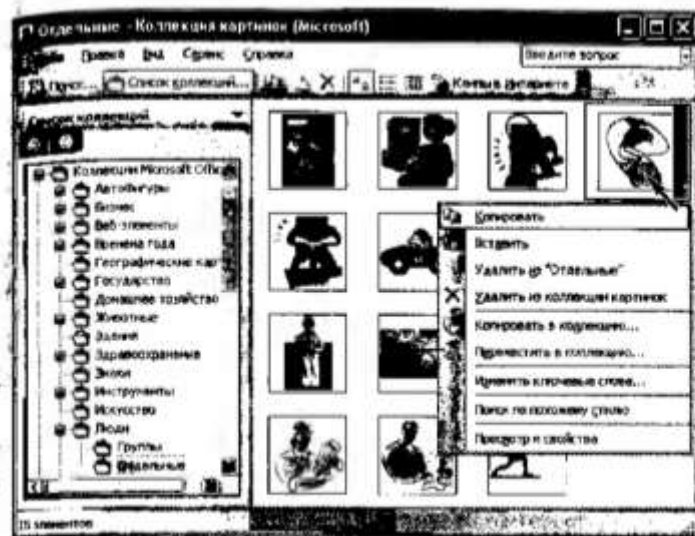 Отдельные - Коллекция картинок (Microsoft)
Правка Вид Сервис Справка Введите вопрос
Поиск... Список коллекций... Клипы в Интернете
Список коллекций
Коллекции Microsoft Office
Автофигуры
Бизнес
Веб-элементы
Времена года
Географические кар
Государство
Домашнее хозяйство
Животные
Здания
Здравоохранение
Знаки
Инструменты
Искусство
Люди
Группы
Отдельные
Копировать
Вставить
Удалить из "Отдельные"
Удалить из коллекции картинок
Копировать в коллекцию...
Переместить в коллекцию...
Изменить ключевые слова...
Поиск по похожему стилю
Просмотр и свойства
15 элементов